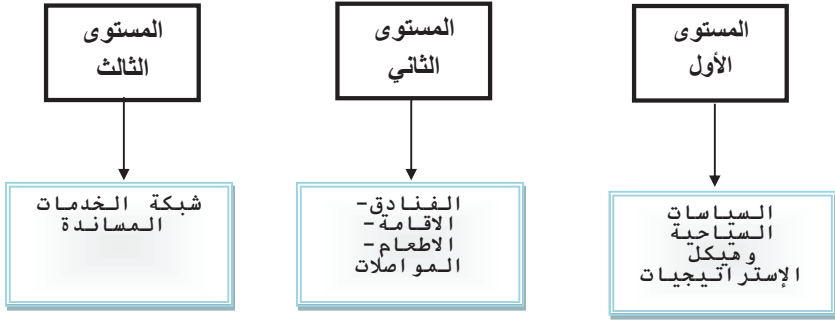 المستوى
الأول
المستوى
الثاني
المستوى
الثالث
السياسات
السياحية
وهيكل
الإستراتيجيات
الفنادق-
الاقامة-
الاطعام-
المواصلات
شبكة الخدمات
المساندة